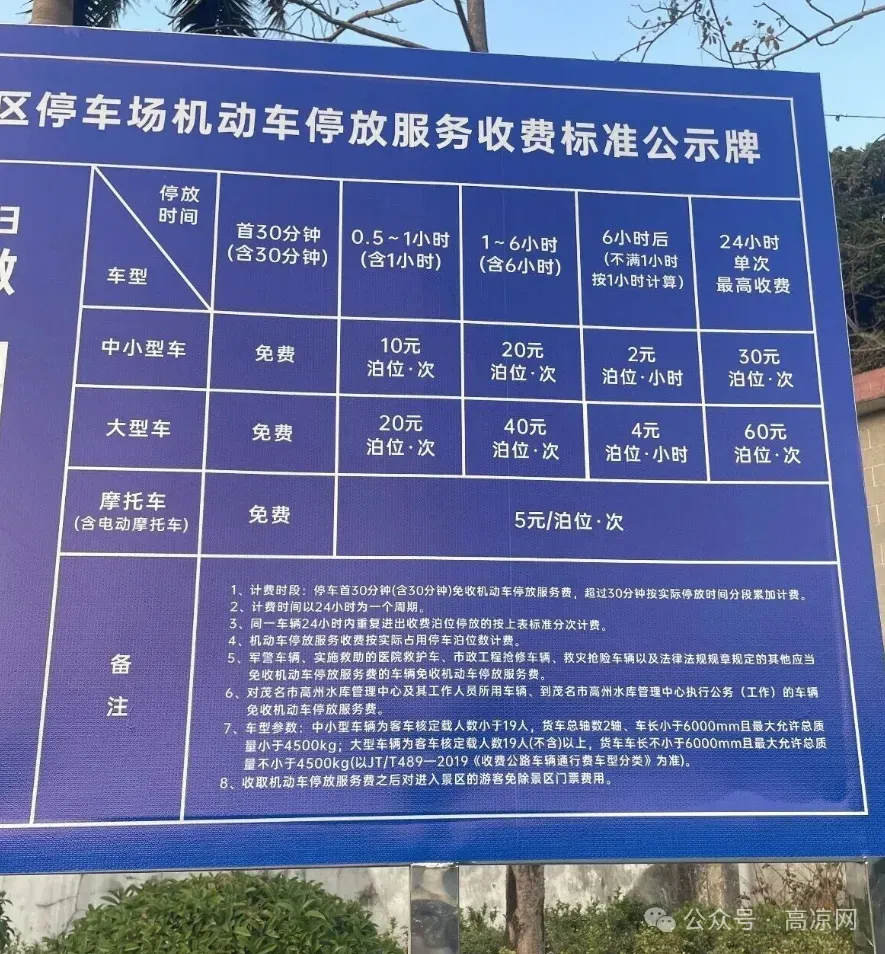 区停车场机动车停放服务收费标准公示牌
停放
时间
车型
首30分钟
(含30分钟)
0.5~1小时
(含1小时)
1~6小时
(含6小时)
6小时后
(不满1小时
按1小时计算)
24小时
单次
最高收费
中小型车
免费
10元
泊位·次
20元
泊位·次
2元
泊位·小时
30元
泊位·次
大型车
免费
20元
泊位·次
40元
泊位·次
4元
泊位·小时
60元
泊位·次
摩托车
(含电动摩托车)
免费
5元/泊位·次
备
注
1、计费时段：停车首30分钟(含30分钟)免收机动车停放服务费，超过30分钟按实际停放时间分段累加计费。
2、计费时间以24小时为一个周期。
3、同一车辆24小时内重复进出收费泊位停放的按上表标准分次计费。
4、机动车停放服务收费按实际占用停车泊位数计费。
5、军警车辆、实施救助的医院救护车、市政工程抢修车辆、救灾抢险车辆以及法律法规规章规定的其他应当
免收机动车停放服务费的车辆免收机动车停放服务费。
6、对茂名市高州水库管理中心及其工作人员所用车辆、到茂名市高州水库管理中心执行公务（工作）的车辆
免收机动车停放服务费。
7、车型参数：中小型车辆为客车核定载人数小于19人，货车总轴数2轴、车长小于6000mm且最大允许总质
量小于4500kg；大型车辆为客车核定载人数19人(不含)以上，货车车长不小于6000mm且最大允许总质
量不小于4500kg(以JT/T489—2019《收费公路车辆通行费车型分类》为准)。
8、收取机动车停放服务费之后对进入景区的游客免除景区门票费用。
公众号·高凉网